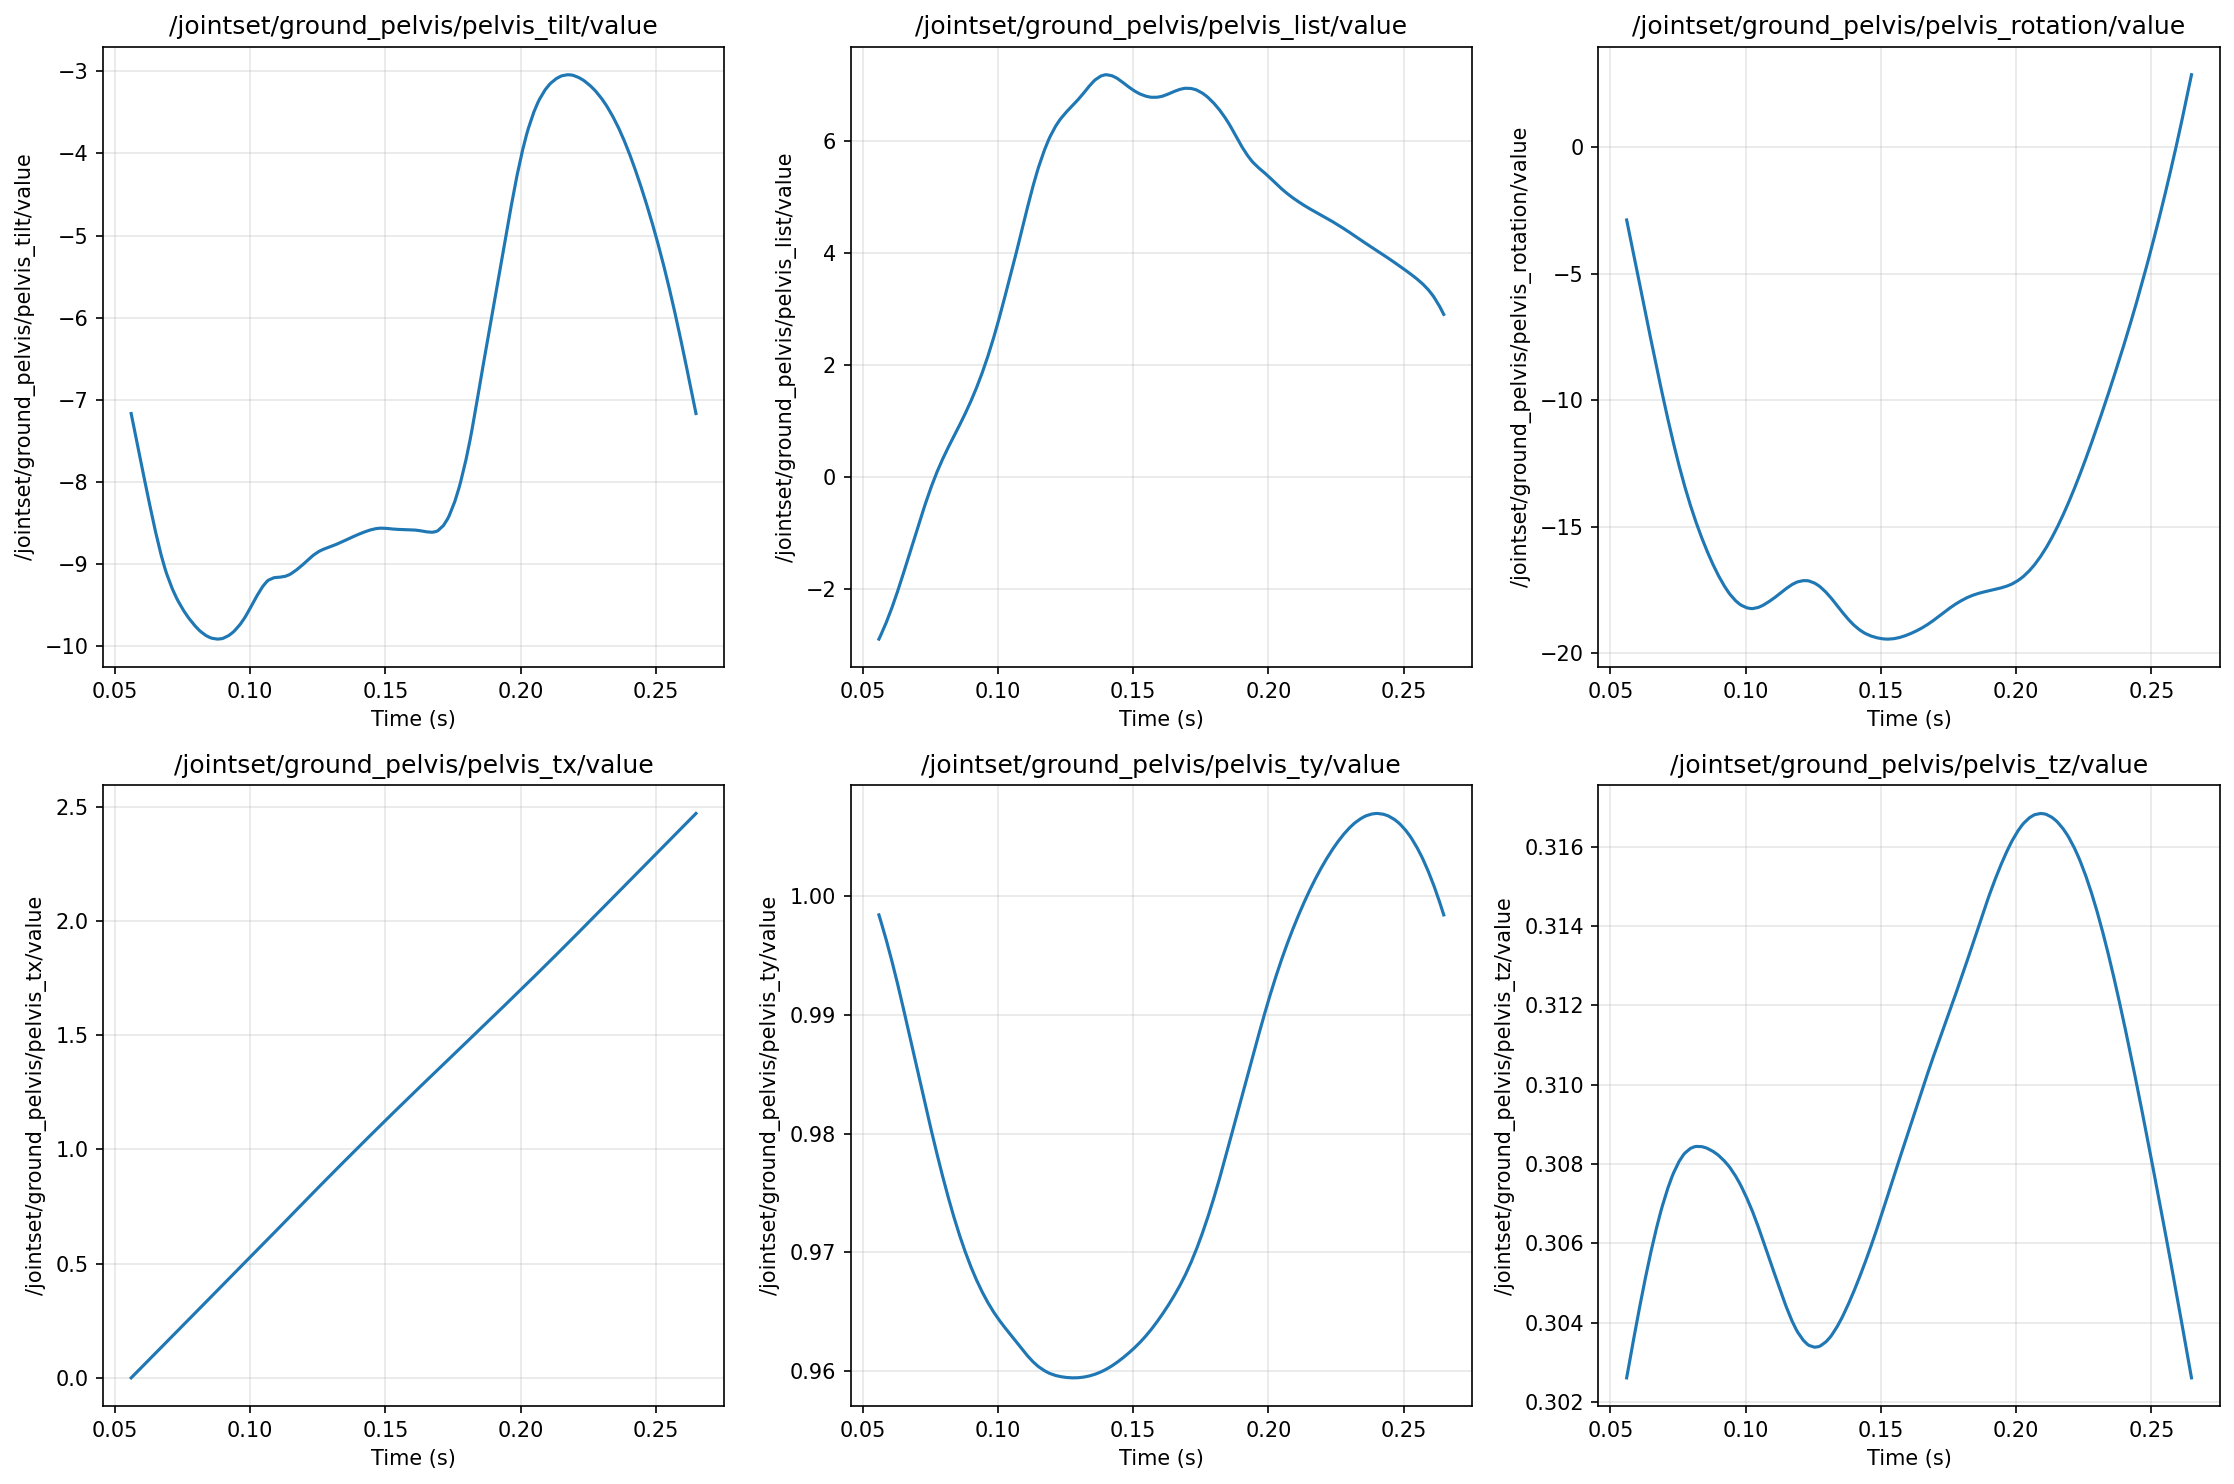 /jointset/ground_pelvis/pelvis_tilt/value
/jointset/ground_pelvis/pelvis_tilt/value
−3
−4
−5
−6
−7
−8
−9
−10
0.05 0.10 0.15 0.20 0.25
Time (s)
/jointset/ground_pelvis/pelvis_list/value
/jointset/ground_pelvis/pelvis_list/value
6
4
2
0
−2
0.05 0.10 0.15 0.20 0.25
Time (s)
/jointset/ground_pelvis/pelvis_rotation/value
/jointset/ground_pelvis/pelvis_rotation/value
0
−5
−10
−15
−20
0.05 0.10 0.15 0.20 0.25
Time (s)
/jointset/ground_pelvis/pelvis_tx/value
/jointset/ground_pelvis/pelvis_tx/value
2.5
2.0
1.5
1.0
0.5
0.0
0.05 0.10 0.15 0.20 0.25
Time (s)
/jointset/ground_pelvis/pelvis_ty/value
/jointset/ground_pelvis/pelvis_ty/value
1.00
0.99
0.98
0.97
0.96
0.05 0.10 0.15 0.20 0.25
Time (s)
/jointset/ground_pelvis/pelvis_tz/value
/jointset/ground_pelvis/pelvis_tz/value
0.316
0.314
0.312
0.310
0.308
0.306
0.304
0.302
0.05 0.10 0.15 0.20 0.25
Time (s)